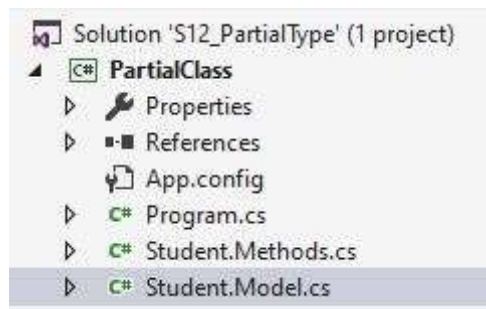 Solution 'S12_PartialType' (1 project)
C# PartialClass
Properties
References
App.config
C# Program.cs
C# Student.Methods.cs
C# Student.Model.cs